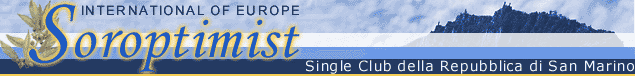 INTERNATIONAL OF EUROPE
Soroptimist
Single Club della Repubblica di San Marino